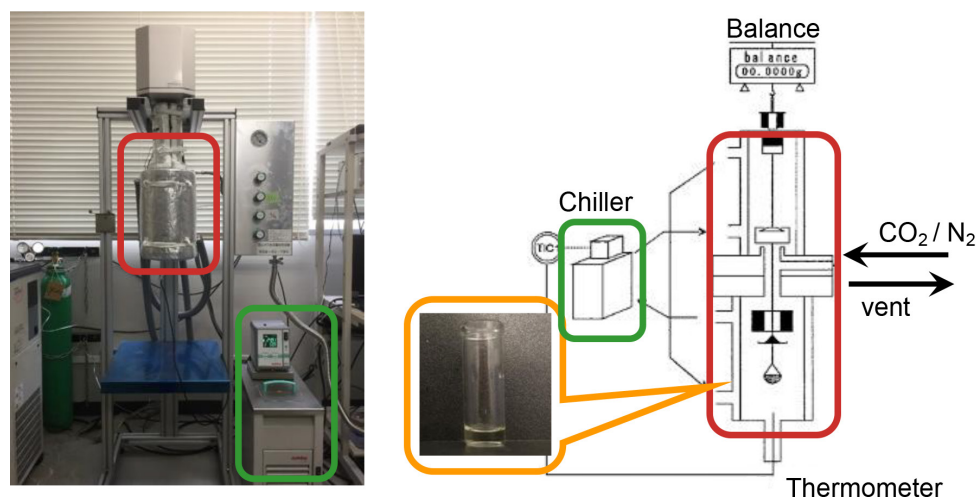 Balance
balance
00.0000g
Chiller
TIC
CO₂ / N₂
vent
Thermometer